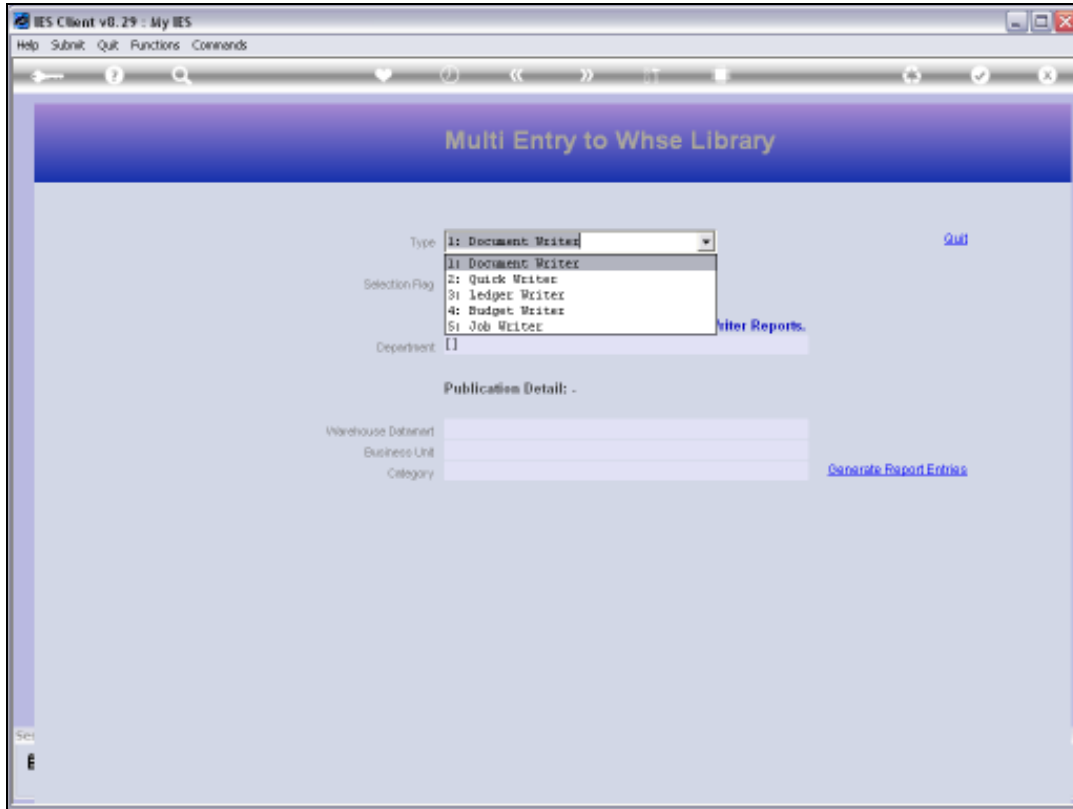 IES Client v8.29 : My IES
Help Submit Quit Functions Commands
Multi Entry to Whse Library
Type 1: Document Writer Quit
1: Document Writer
Selection Flag 2: Quick Writer
3: Ledger Writer
4: Budget Writer
5: Job Writer Writer Reports.
Department []
Publication Detail: -
Warehouse Datamart
Business Unit
Category Generate Report Entries